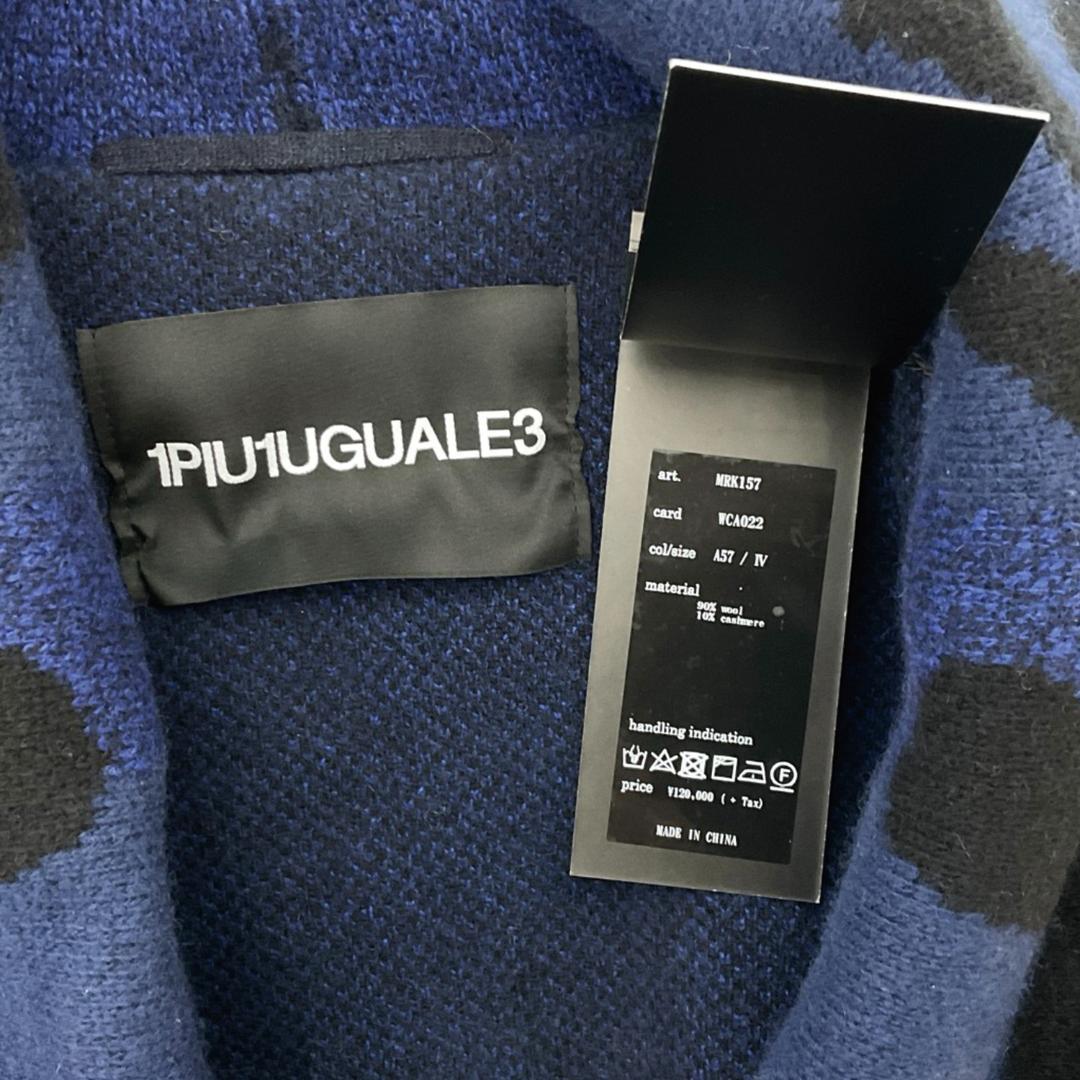 1PIU1UGUALE3
art. MRK157
card WCA022
col/size A57 / Ⅳ
material
90% wool
10% cashmere
handling indication
F
price ¥120,000 ( + Tax)
MADE IN CHINA